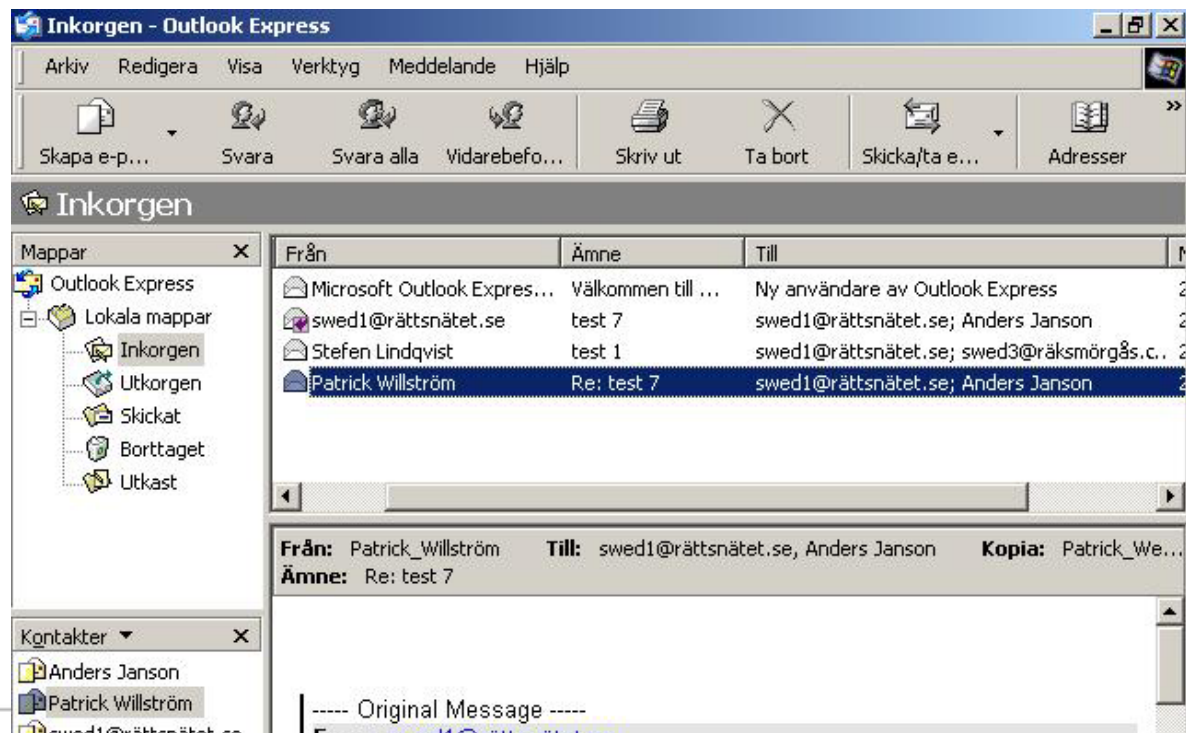 Inkorgen - Outlook Express
Arkiv Redigera Visa Verktyg Meddelande Hjälp
Skapa e-p... Svara Svara alla Vidarebefo... Skriv ut Ta bort Skicka/ta e... Adresser
Inkorgen
Mappar
Outlook Express
Lokala mappar
Inkorgen
Utkorgen
Skickat
Borttaget
Utkast
Från Ämne Till
Microsoft Outlook Expres... Välkommen till ... Ny användare av Outlook Express
swed1@rättsnätet.se test 7 swed1@rättsnätet.se; Anders Janson
Stefen Lindqvist test 1 swed1@rättsnätet.se; swed3@räksmörgås.c..
Patrick Willström Re: test 7 swed1@rättsnätet.se; Anders Janson
Från: Patrick_Willström Till: swed1@rättsnätet.se, Anders Janson Kopia: Patrick_We...
Ämne: Re: test 7
Kontakter
Anders Janson
Patrick Willström
----- Original Message -----